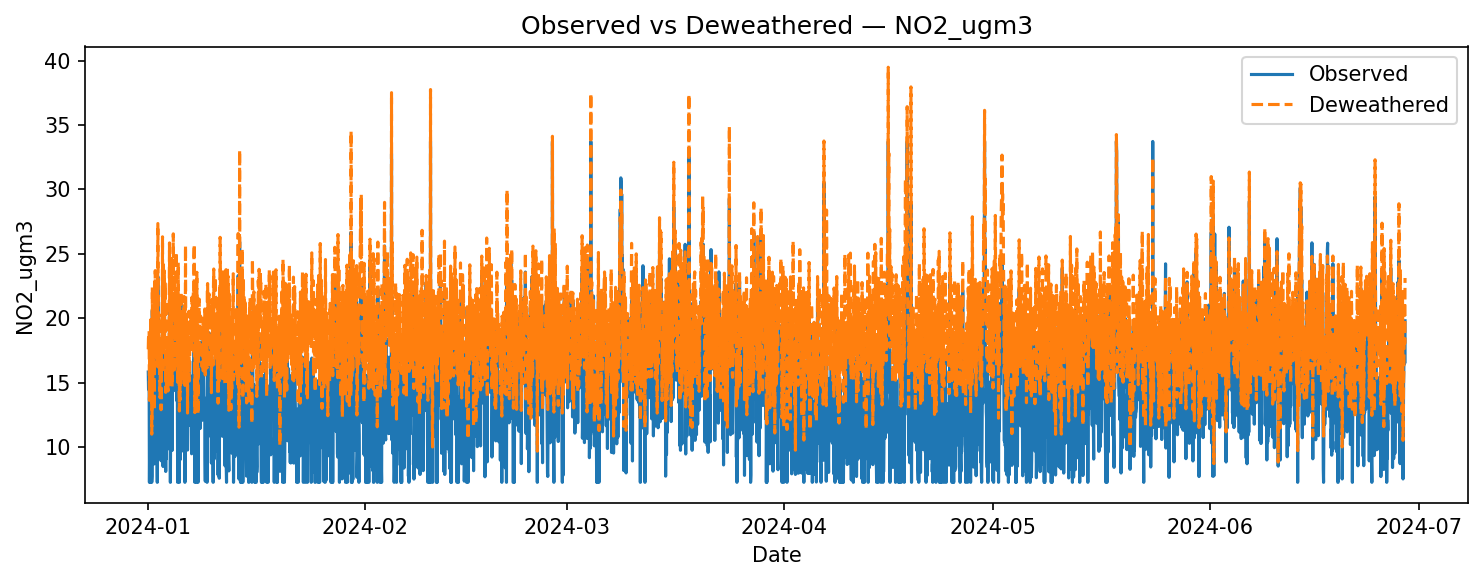 Observed vs Deweathered — NO2_ugm3
Observed
Deweathered
NO2_ugm3
40
35
30
25
20
15
10
2024-01
2024-02
2024-03
2024-04
2024-05
2024-06
2024-07
Date